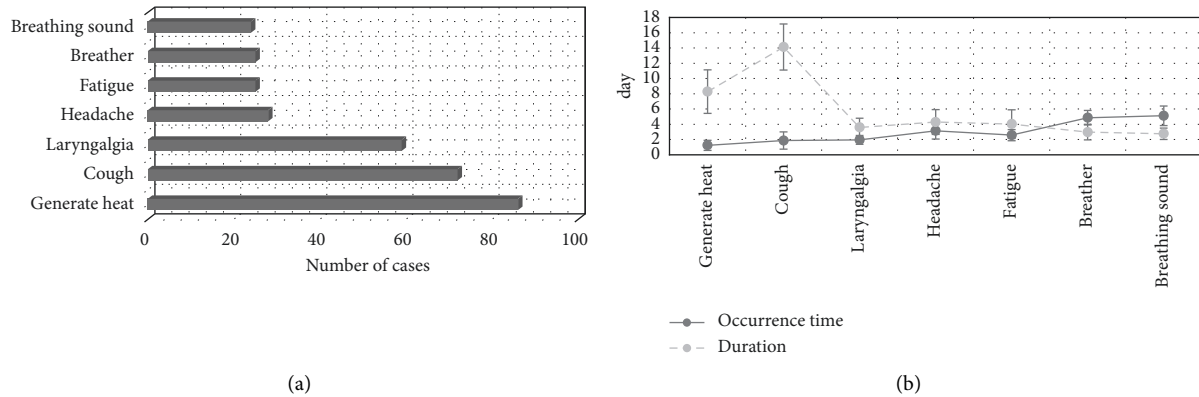 Breathing sound
Breather
Fatigue
Headache
Laryngalgia
Cough
Generate heat
0 20 40 60 80 100
Number of cases
(a)
18
16
14
12
10
8
6
4
2
0
day
Generate heat
Cough
Laryngalgia
Headache
Fatigue
Breather
Breathing sound
Occurrence time
Duration
(b)